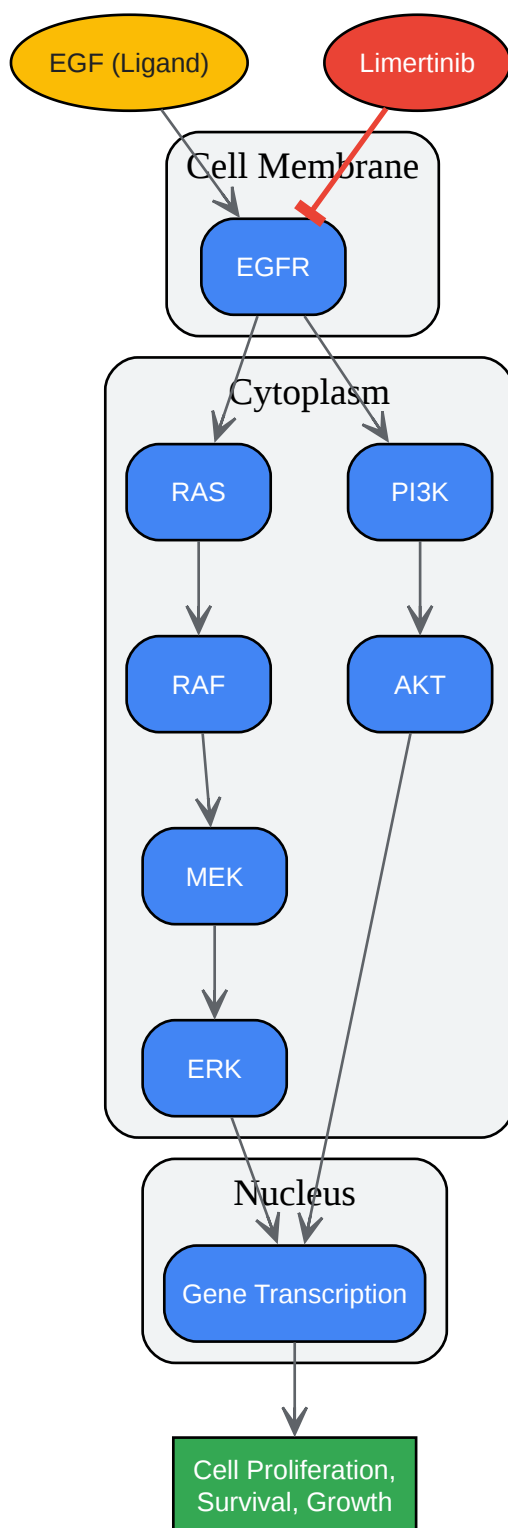 EGF (Ligand)
Limertinib
Cell Membrane
EGFR
Cytoplasm
RAS
PI3K
RAF
AKT
MEK
ERK
Nucleus
Gene Transcription
Cell Proliferation,
Survival, Growth